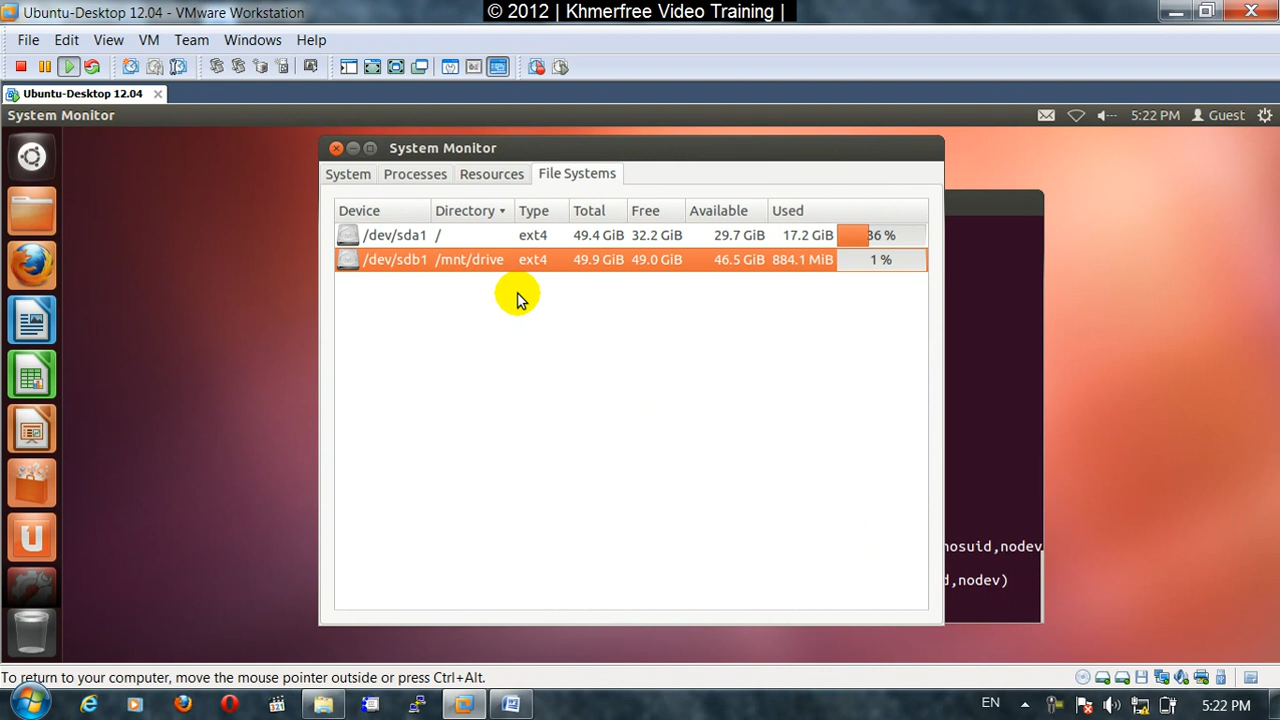 Ubuntu-Desktop 12.04 - VMware Workstation
© 2012 | Khmerfree Video Training |
File Edit View VM Team Windows Help
Ubuntu-Desktop 12.04
System Monitor 5:22 PM Guest
System Monitor
System Processes Resources File Systems
Device Directory Type Total Free Available Used
/dev/sda1 / ext4 49.4 GiB 32.2 GiB 29.7 GiB 17.2 GiB 36 %
/dev/sdb1 /mnt/drive ext4 49.9 GiB 49.0 GiB 46.5 GiB 884.1 MiB 1 %
nosuid,nodev
d,nodev)
To return to your computer, move the mouse pointer outside or press Ctrl+Alt.
EN 5:22 PM